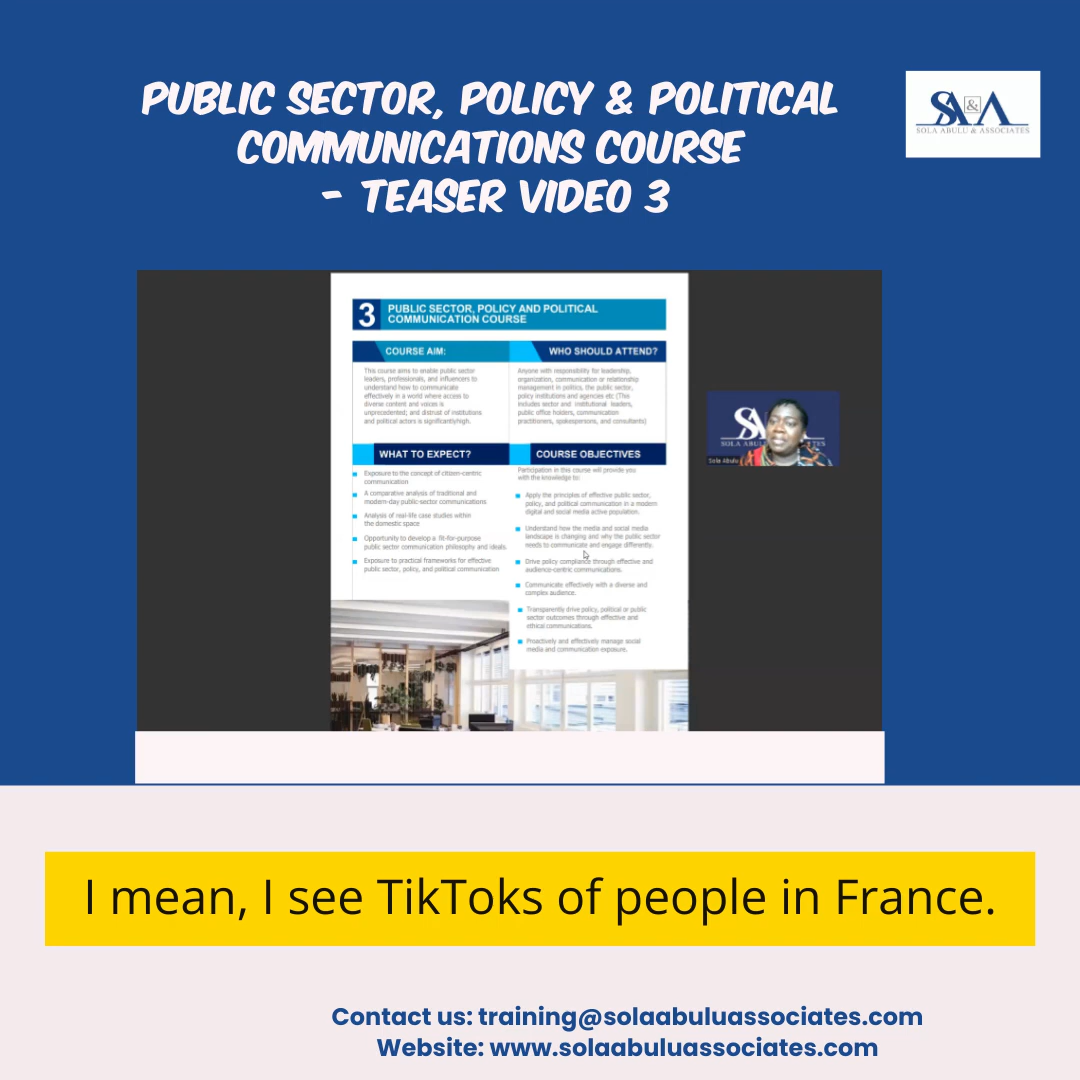 PUBLIC SECTOR, POLICY & POLITICAL
COMMUNICATIONS COURSE
- TEASER VIDEO 3
SA&A
SOLA ABULU & ASSOCIATES
3
PUBLIC SECTOR, POLICY AND POLITICAL
COMMUNICATION COURSE
COURSE AIM:
This course aims to enable public sector
leaders, professionals, and influencers to
understand how to communicate
effectively in a world where access to
diverse content and voices is
unprecedented; and distrust of institutions
and political actors is significantlyhigh.
WHO SHOULD ATTEND?
Anyone with responsibility for leadership,
organization, communication or relationship
management in politics, the public sector,
policy institutions and agencies etc (This
includes sector and institutional leaders,
public office holders, communication
practitioners, spokespersons, and consultants)
WHAT TO EXPECT?
Exposure to the concept of citizen-centric
communication
A comparative analysis of traditional and
modern-day public-sector communications
Analysis of real-life case studies within
the domestic space
Opportunity to develop a fit-for-purpose
public sector communication philosophy and ideals.
Exposure to practical frameworks for effective
public sector, policy, and political communication
COURSE OBJECTIVES
Participation in this course will provide you
with the knowledge to:
Apply the principles of effective public sector,
policy, and political communication in a modern
digital and social media active population.
Understand how the media and social media
landscape is changing and why the public sector
needs to communicate and engage differently.
Drive policy compliance through effective and
audience-centric communications.
Communicate effectively with a diverse and
complex audience.
Transparently drive policy, political or public
sector outcomes through effective and
ethical communications.
Proactively and effectively manage social
media and communication exposure.
Sola Abulu
I mean, I see TikToks of people in France.
Contact us: training@solaabuluassociates.com
Website: www.solaabuluassociates.com